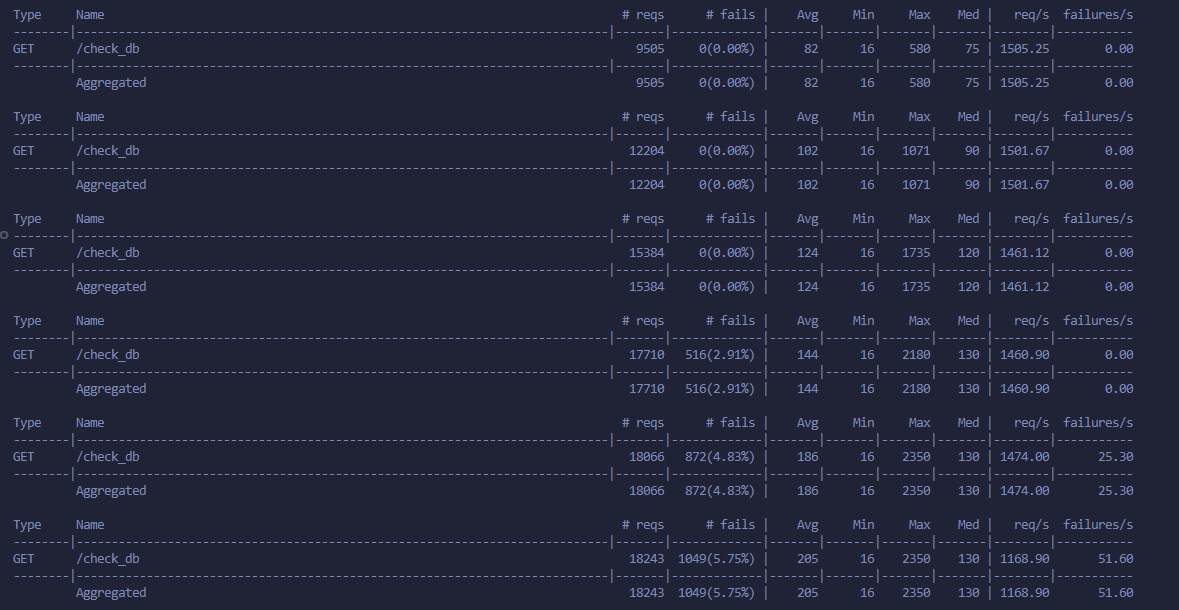 Type     Name                                                                          # reqs      # fails |    Avg     Min     Max    Med |   req/s  failures/s
--------|----------------------------------------------------------------------------|-------|-------------|-------|-------|-------|-------|--------|-----------
GET      /check_db                                                                       9505     0(0.00%) |     82      16     580     75 | 1505.25        0.00
--------|----------------------------------------------------------------------------|-------|-------------|-------|-------|-------|-------|--------|-----------
         Aggregated                                                                      9505     0(0.00%) |     82      16     580     75 | 1505.25        0.00
Type     Name                                                                          # reqs      # fails |    Avg     Min     Max    Med |   req/s  failures/s
--------|----------------------------------------------------------------------------|-------|-------------|-------|-------|-------|-------|--------|-----------
GET      /check_db                                                                      12204     0(0.00%) |    102      16    1071     90 | 1501.67        0.00
--------|----------------------------------------------------------------------------|-------|-------------|-------|-------|-------|-------|--------|-----------
         Aggregated                                                                     12204     0(0.00%) |    102      16    1071     90 | 1501.67        0.00
Type     Name                                                                          # reqs      # fails |    Avg     Min     Max    Med |   req/s  failures/s
--------|----------------------------------------------------------------------------|-------|-------------|-------|-------|-------|-------|--------|-----------
GET      /check_db                                                                      15384     0(0.00%) |    124      16    1735    120 | 1461.12        0.00
--------|----------------------------------------------------------------------------|-------|-------------|-------|-------|-------|-------|--------|-----------
         Aggregated                                                                     15384     0(0.00%) |    124      16    1735    120 | 1461.12        0.00
Type     Name                                                                          # reqs      # fails |    Avg     Min     Max    Med |   req/s  failures/s
--------|----------------------------------------------------------------------------|-------|-------------|-------|-------|-------|-------|--------|-----------
GET      /check_db                                                                      17710   516(2.91%) |    144      16    2180    130 | 1460.90        0.00
--------|----------------------------------------------------------------------------|-------|-------------|-------|-------|-------|-------|--------|-----------
         Aggregated                                                                     17710   516(2.91%) |    144      16    2180    130 | 1460.90        0.00
Type     Name                                                                          # reqs      # fails |    Avg     Min     Max    Med |   req/s  failures/s
--------|----------------------------------------------------------------------------|-------|-------------|-------|-------|-------|-------|--------|-----------
GET      /check_db                                                                      18066   872(4.83%) |    186      16    2350    130 | 1474.00       25.30
--------|----------------------------------------------------------------------------|-------|-------------|-------|-------|-------|-------|--------|-----------
         Aggregated                                                                     18066   872(4.83%) |    186      16    2350    130 | 1474.00       25.30
Type     Name                                                                          # reqs      # fails |    Avg     Min     Max    Med |   req/s  failures/s
--------|----------------------------------------------------------------------------|-------|-------------|-------|-------|-------|-------|--------|-----------
GET      /check_db                                                                      18243  1049(5.75%) |    205      16    2350    130 | 1168.90       51.60
--------|----------------------------------------------------------------------------|-------|-------------|-------|-------|-------|-------|--------|-----------
         Aggregated                                                                     18243  1049(5.75%) |    205      16    2350    130 | 1168.90       51.60